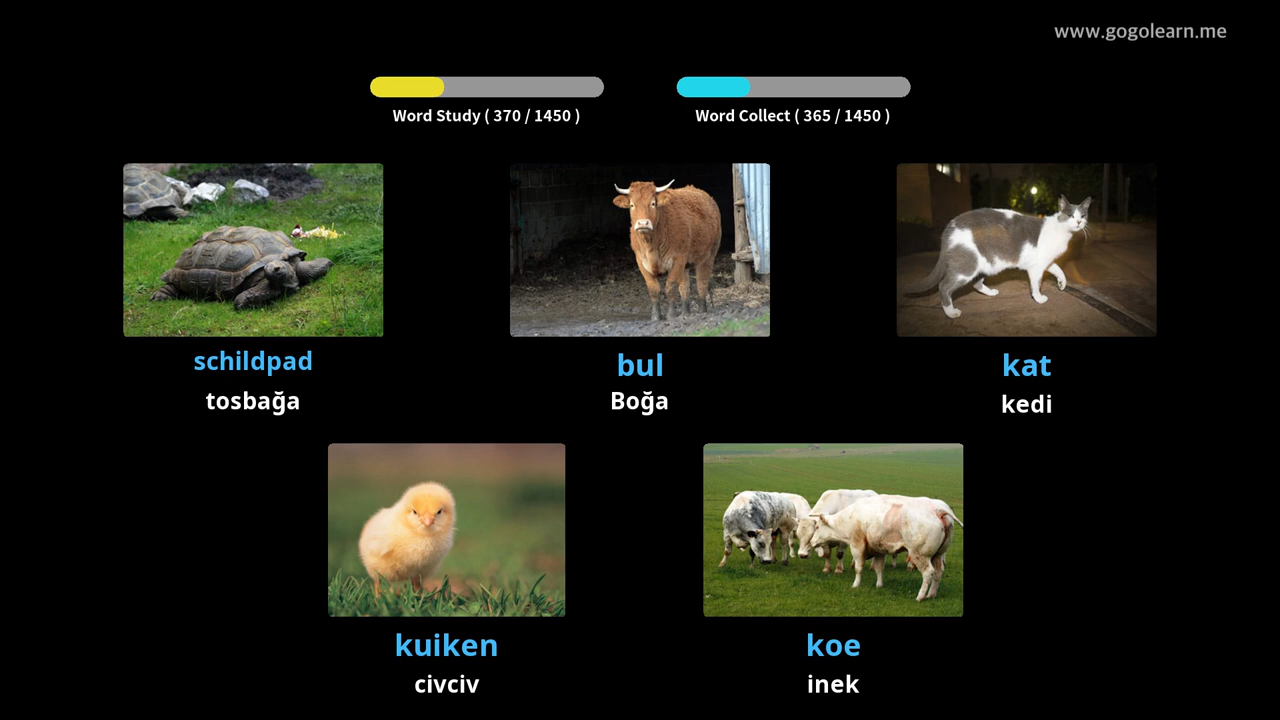 www.gogolearn.me
Word Study ( 370 / 1450 )
Word Collect ( 365 / 1450 )
schildpad
tosbağa
bul
Boğa
kat
kedi
kuiken
civciv
koe
inek